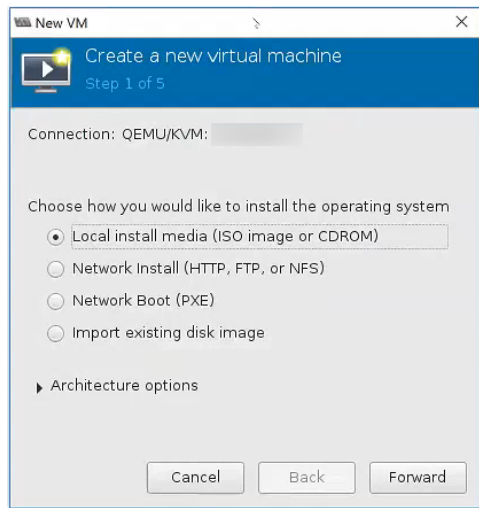 New VM
Create a new virtual machine
Step 1 of 5
Connection: QEMU/KVM:
Choose how you would like to install the operating system
Local install media (ISO image or CDROM)
Network Install (HTTP, FTP, or NFS)
Network Boot (PXE)
Import existing disk image
Architecture options
Cancel Back Forward